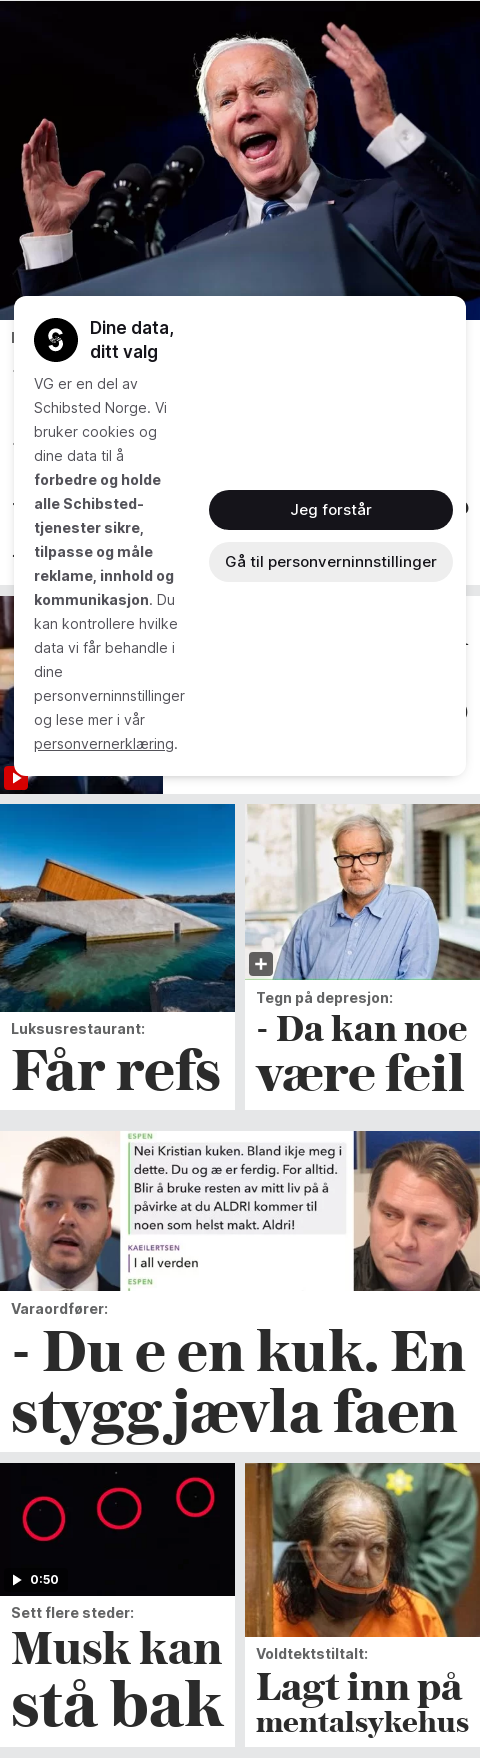 Dine data,
ditt valg
VG er en del av
Schibsted Norge. Vi
bruker cookies og
dine data til å
forbedre og holde
alle Schibsted-
tjenester sikre,
tilpasse og måle
reklame, innhold og
kommunikasjon. Du
kan kontrollere hvilke
data vi får behandle i
dine
personverninnstillinger
og lese mer i vår
personvernerklæring.
Jeg forstår
Gå til personverninnstillinger
Luksusrestaurant:
Får refs
Tegn på depresjon:
- Da kan noe
være feil
ESPEN
Nei Kristian kuken. Bland ikje meg i
dette. Du og æ er ferdig. For alltid.
Blir å bruke resten av mitt liv på å
påvirke at du ALDRI kommer til
noen som helst makt. Aldri!
KAEILERTSEN
I all verden
ESPEN
Varaordfører:
- Du e en kuk. En
stygg jævla faen
0:50
Sett flere steder:
Musk kan
stå bak
Voldtektstiltalt:
Lagt inn på
mentalsykehus